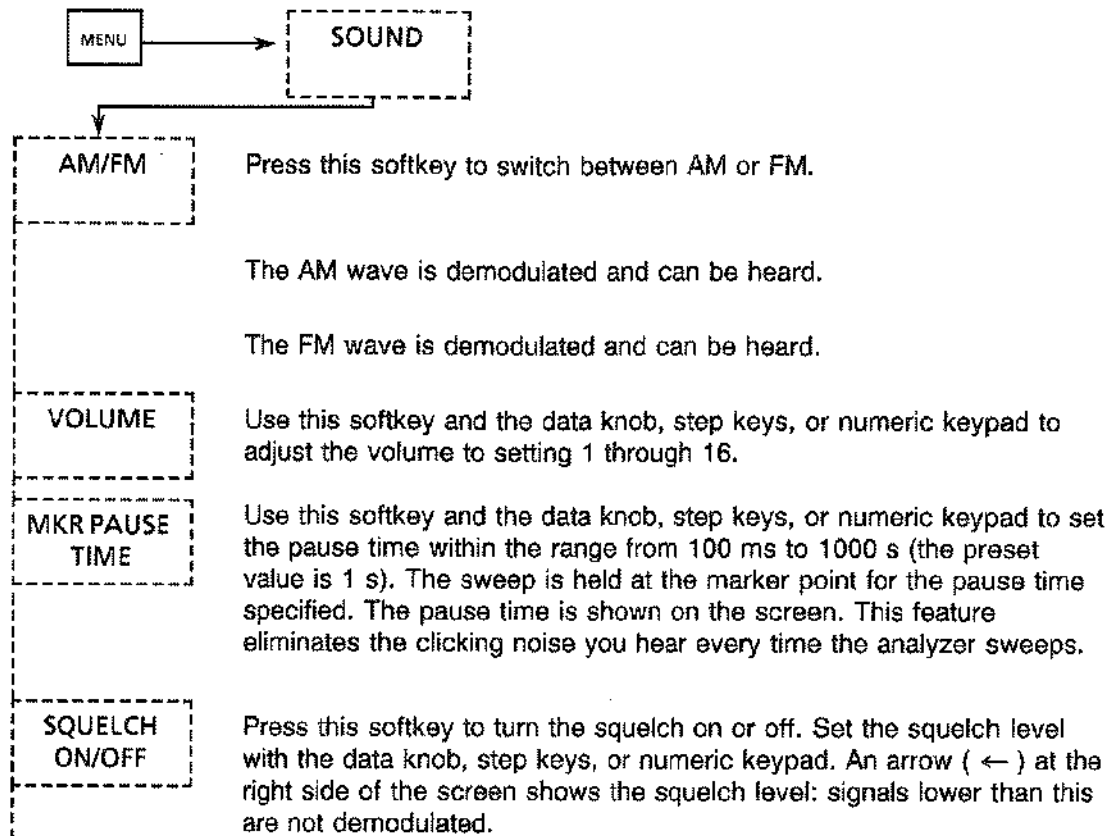 MENU
SOUND
AM/FM
Press this softkey to switch between AM or FM.
The AM wave is demodulated and can be heard.
The FM wave is demodulated and can be heard.
VOLUME
Use this softkey and the data knob, step keys, or numeric keypad to
adjust the volume to setting 1 through 16.
MKR PAUSE
TIME
Use this softkey and the data knob, step keys, or numeric keypad to set
the pause time within the range from 100 ms to 1000 s (the preset
value is 1 s). The sweep is held at the marker point for the pause time
specified. The pause time is shown on the screen. This feature
eliminates the clicking noise you hear every time the analyzer sweeps.
SQUELCH
ON/OFF
Press this softkey to turn the squelch on or off. Set the squelch level
with the data knob, step keys, or numeric keypad. An arrow ( ← ) at the
right side of the screen shows the squelch level: signals lower than this
are not demodulated.